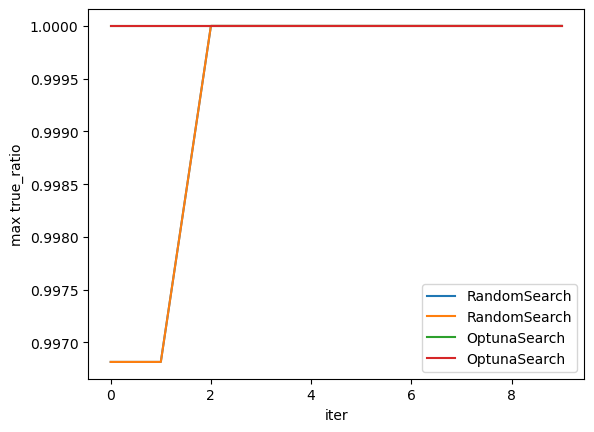 1.0000
0.9995
0.9990
0.9985
0.9980
0.9975
0.9970
max true_ratio
RandomSearch
RandomSearch
OptunaSearch
OptunaSearch
0 2 4 6 8
iter